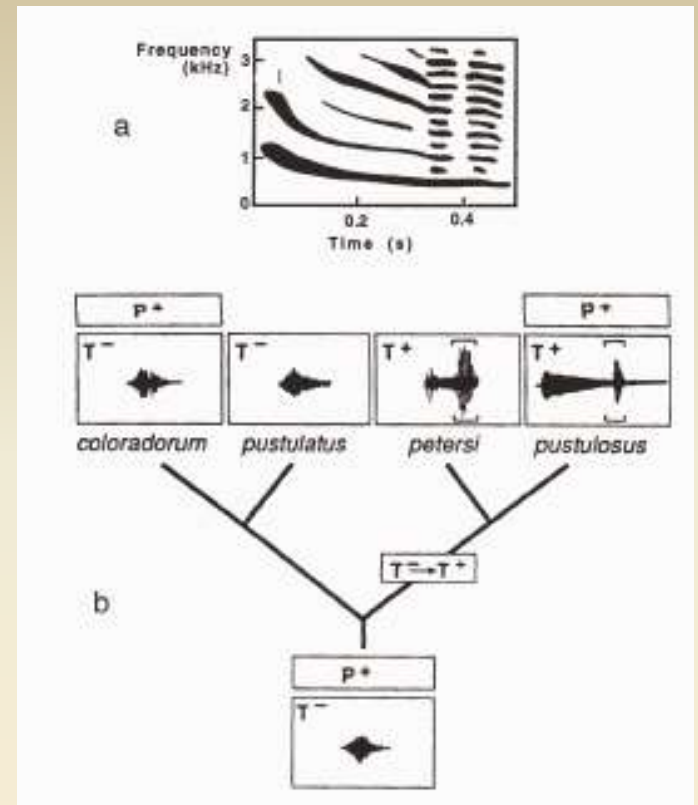 Frequency
(kHz)
3
2
1
0
a
0.2
0.4
Time (s)
P+
P+
T−
T−
T+
T+
coloradorum
pustulatus
petersi
pustulosus
T−→T+
b
P+
T−